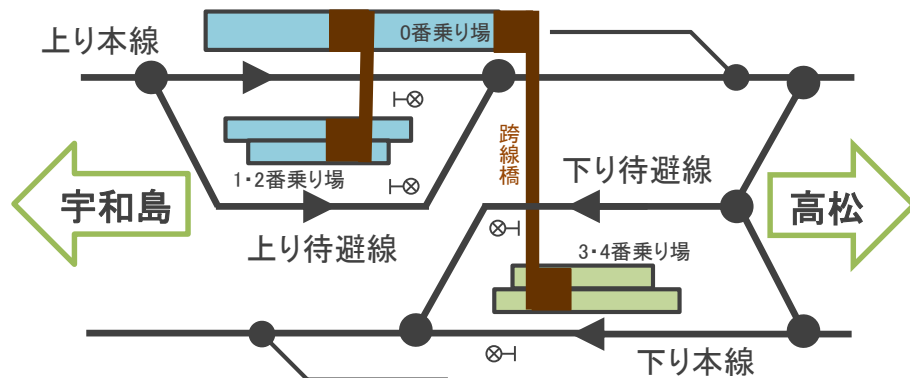 0番乗り場
上り本線
跨線橋
1・2番乗り場
下り待避線
宇和島
高松
上り待避線
3・4番乗り場
下り本線